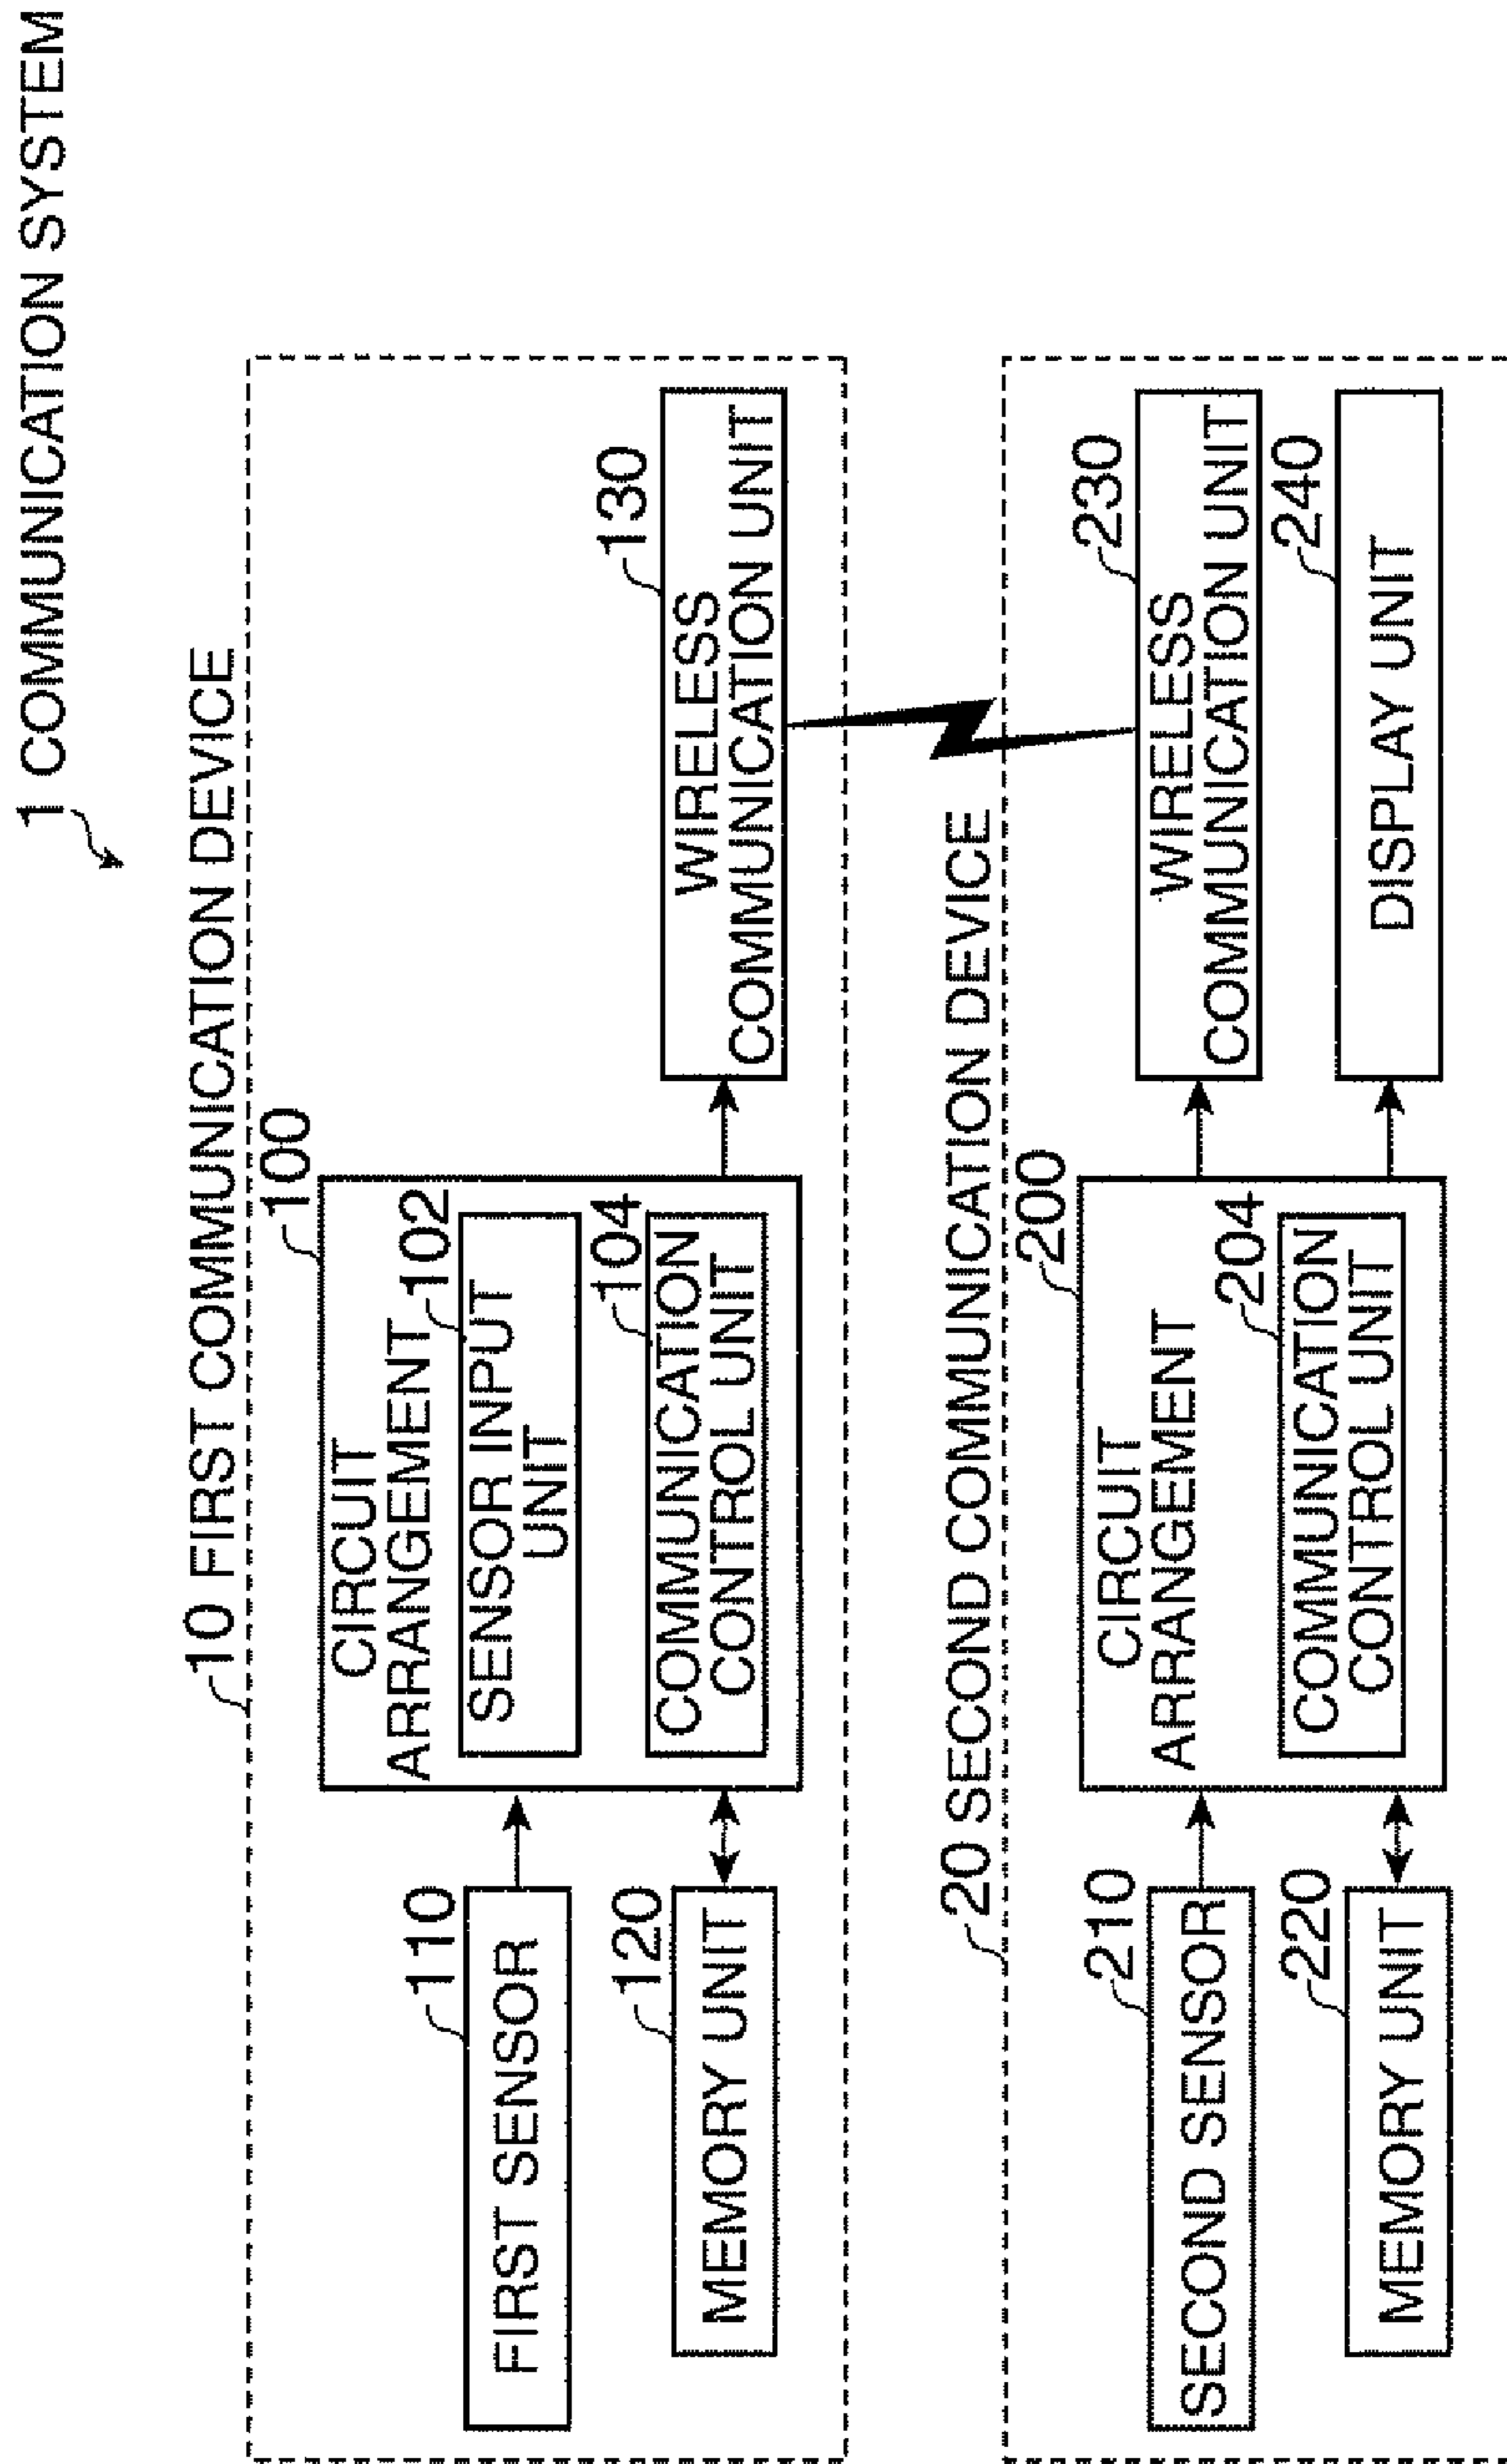 1 COMMUNICATION SYSTEM
10 FIRST COMMUNICATION DEVICE
100
CIRCUIT
ARRANGEMENT
102
SENSOR INPUT
UNIT
104
COMMUNICATION
CONTROL UNIT
110
FIRST SENSOR
120
MEMORY UNIT
130
WIRELESS
COMMUNICATION UNIT
20 SECOND COMMUNICATION DEVICE
200
CIRCUIT
ARRANGEMENT
204
COMMUNICATION
CONTROL UNIT
210
SECOND SENSOR
220
MEMORY UNIT
230
WIRELESS
COMMUNICATION UNIT
240
DISPLAY UNIT